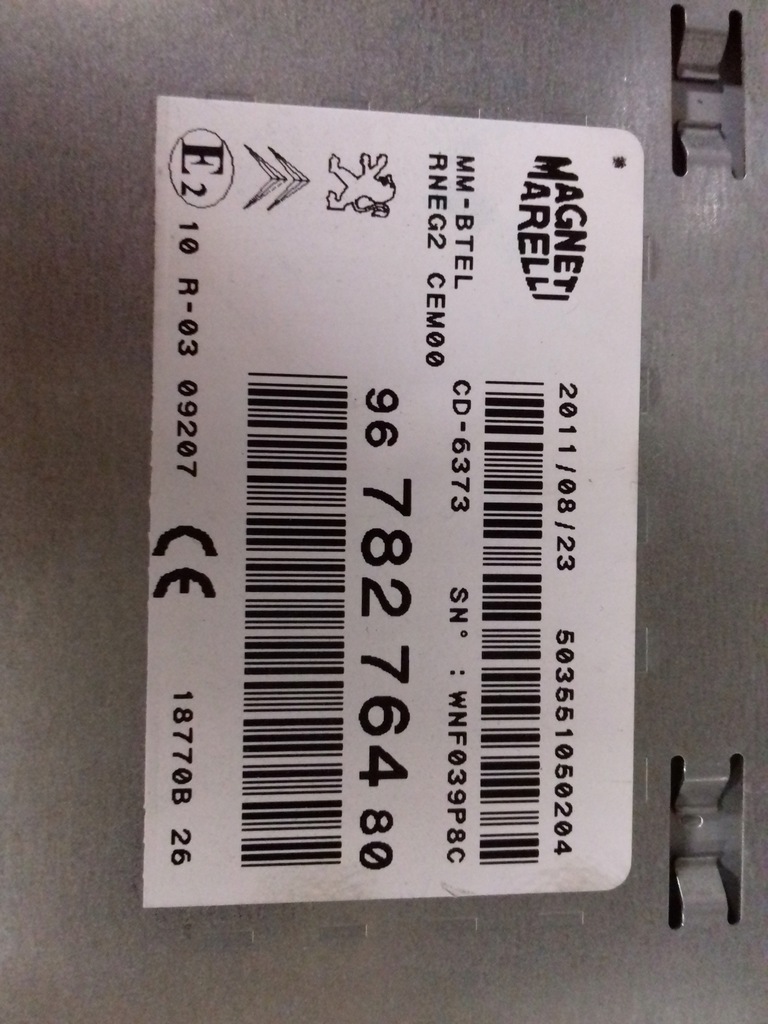 *
MAGNETI
MARELLI
2011/08/23 503551050204
MM-BTEL
RNEG2 CEM00
CD-6373 SN° : WNF039P8C
96 782 764 80
E2 10 R-03 09207 CE 18770B 26